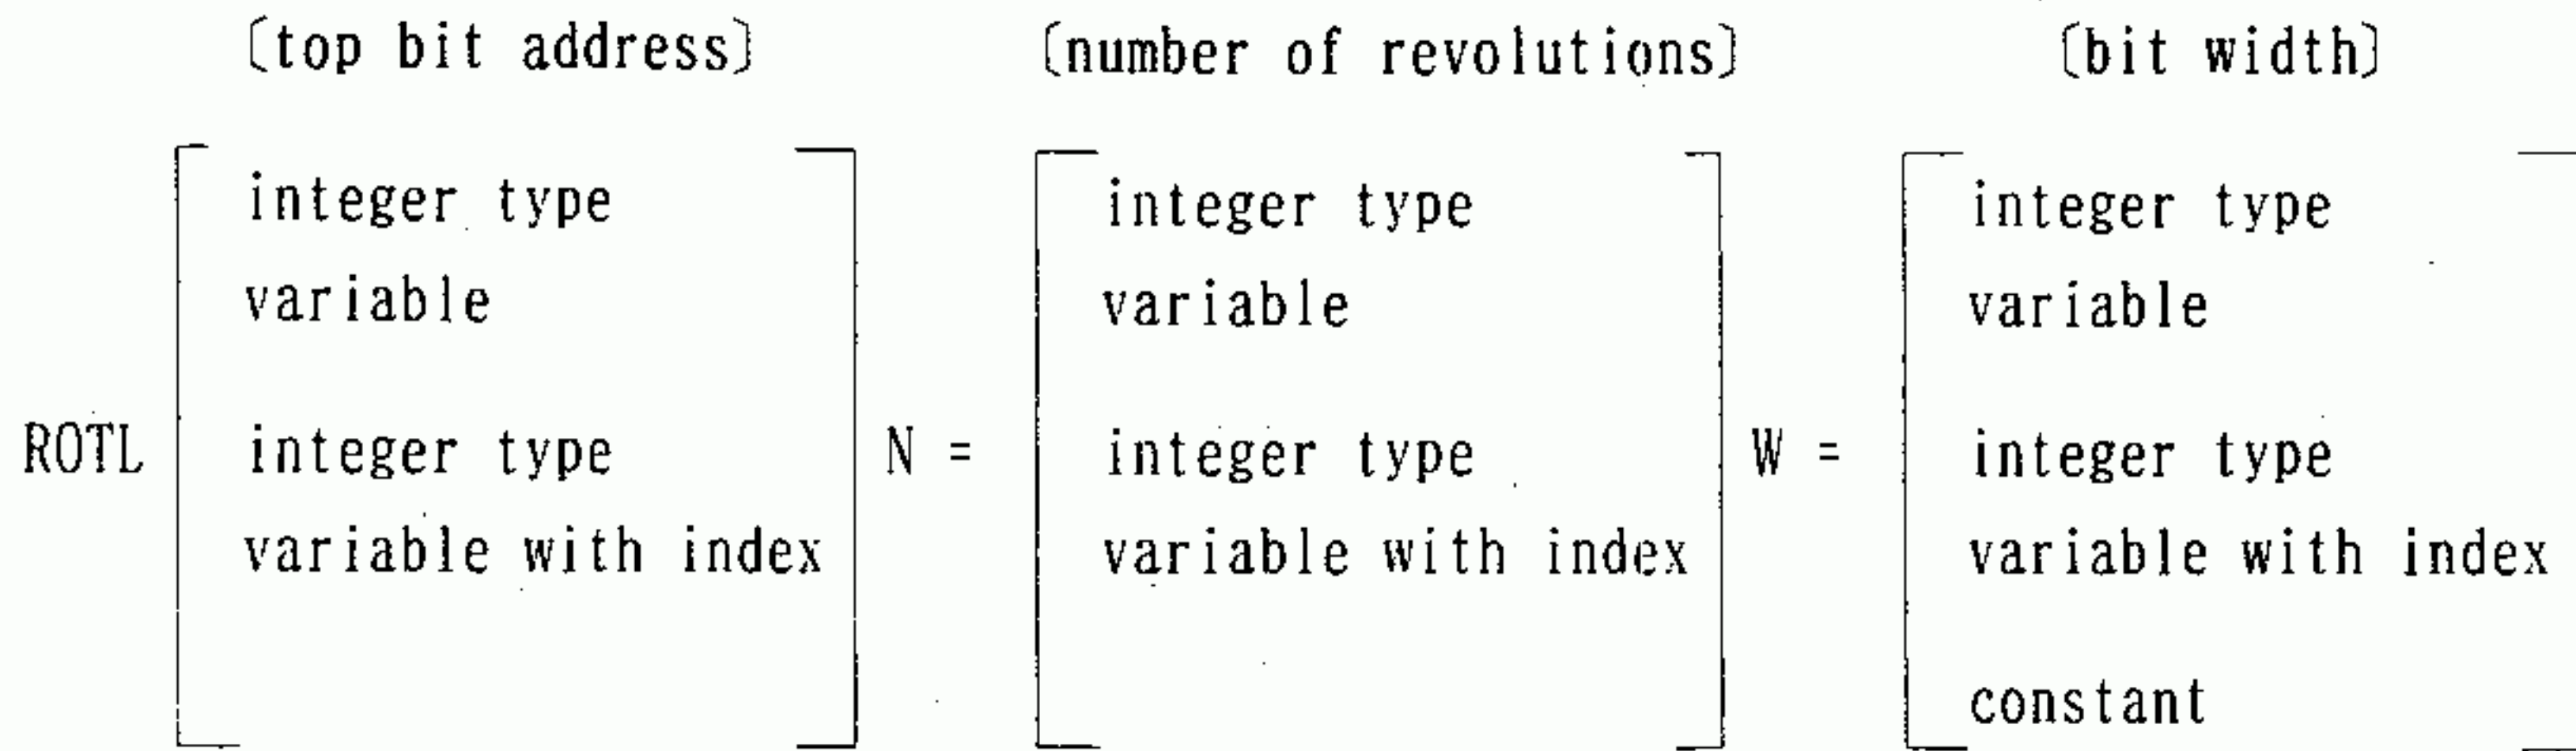 〔top bit address〕 〔number of revolutions〕 〔bit width〕
integer type integer type integer type
variable variable variable
ROTL integer type N = integer type W = integer type
variable with index variable with index variable with index
constant